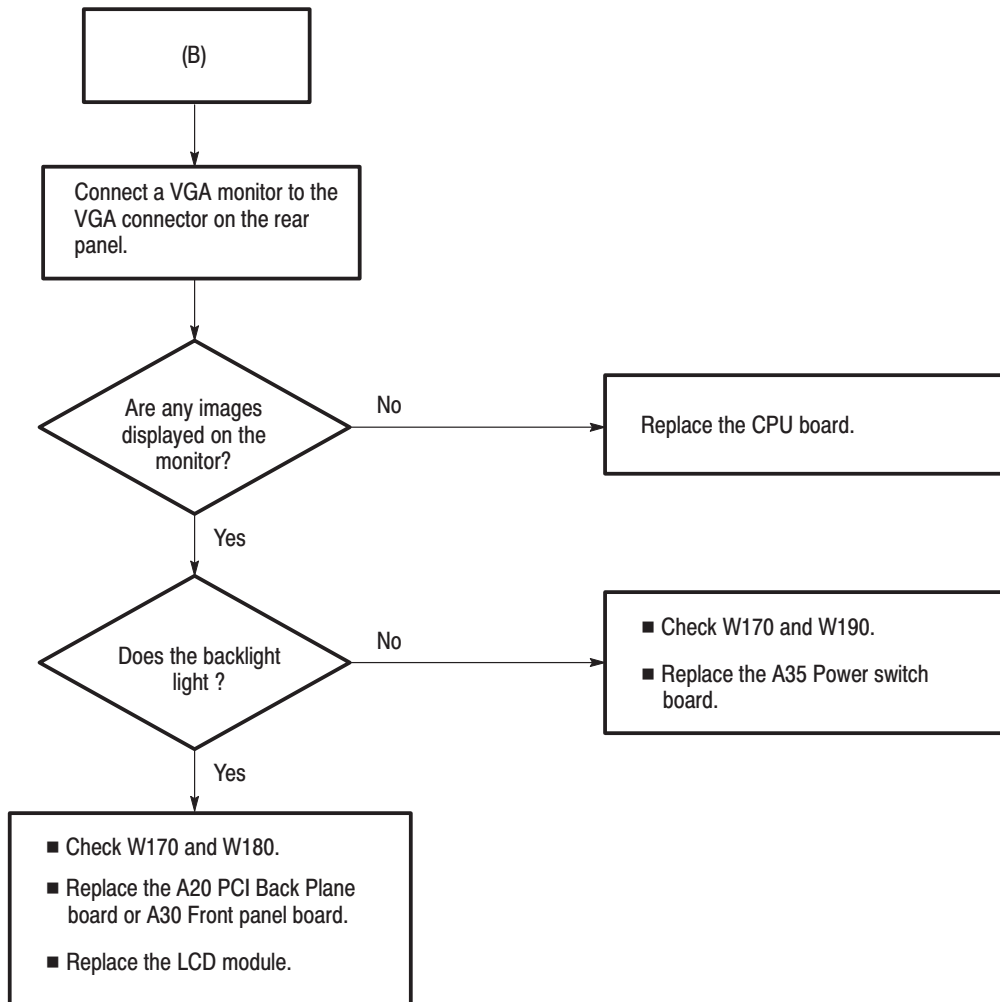 (B)
Connect a VGA monitor to the
VGA connector on the rear
panel.
Are any images
displayed on the
monitor?
No
Replace the CPU board.
Yes
Does the backlight
light ?
No
■ Check W170 and W190.
■ Replace the A35 Power switch
board.
Yes
■ Check W170 and W180.
■ Replace the A20 PCI Back Plane
board or A30 Front panel board.
■ Replace the LCD module.